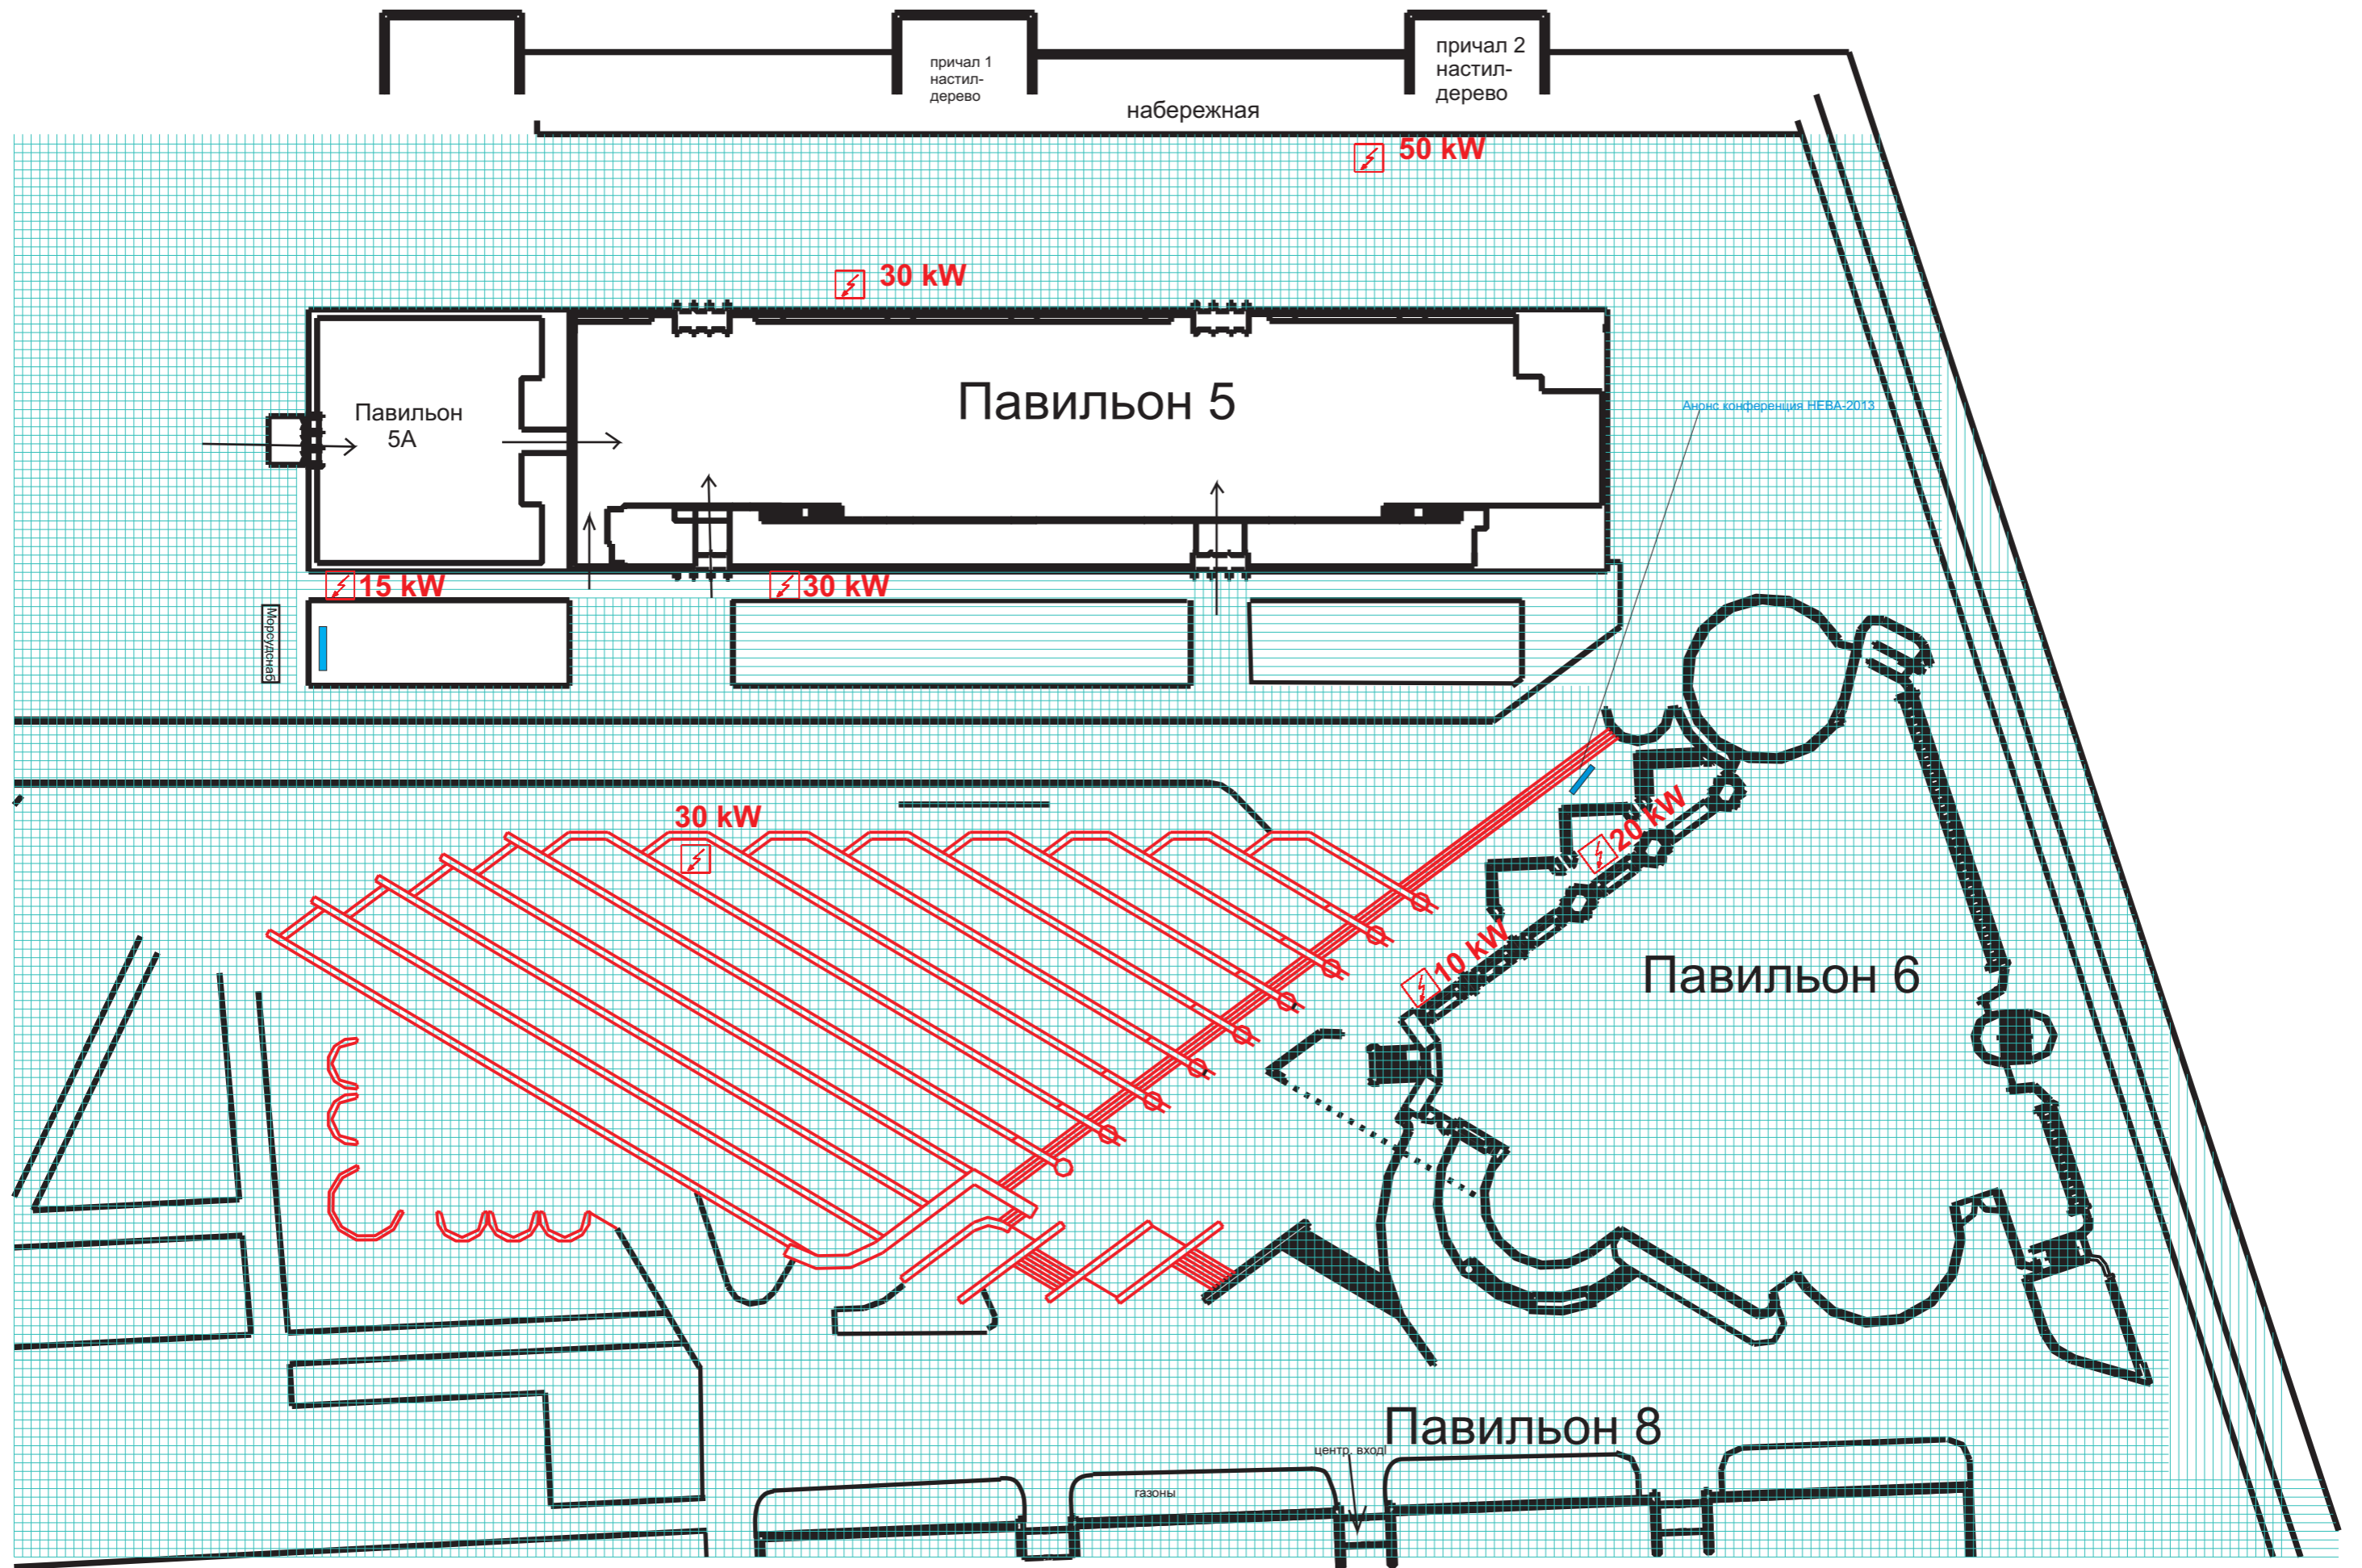 причал 1
настил-
дерево
причал 2
настил-
дерево
набережная
50 kW
30 kW
Павильон 5
Анонс конференция НЕВА-2013
Павильон
5А
15 kW
30 kW
Морсудснаб
30 kW
20 kW
10 kW
Павильон 6
Павильон 8
центр. вход
газоны